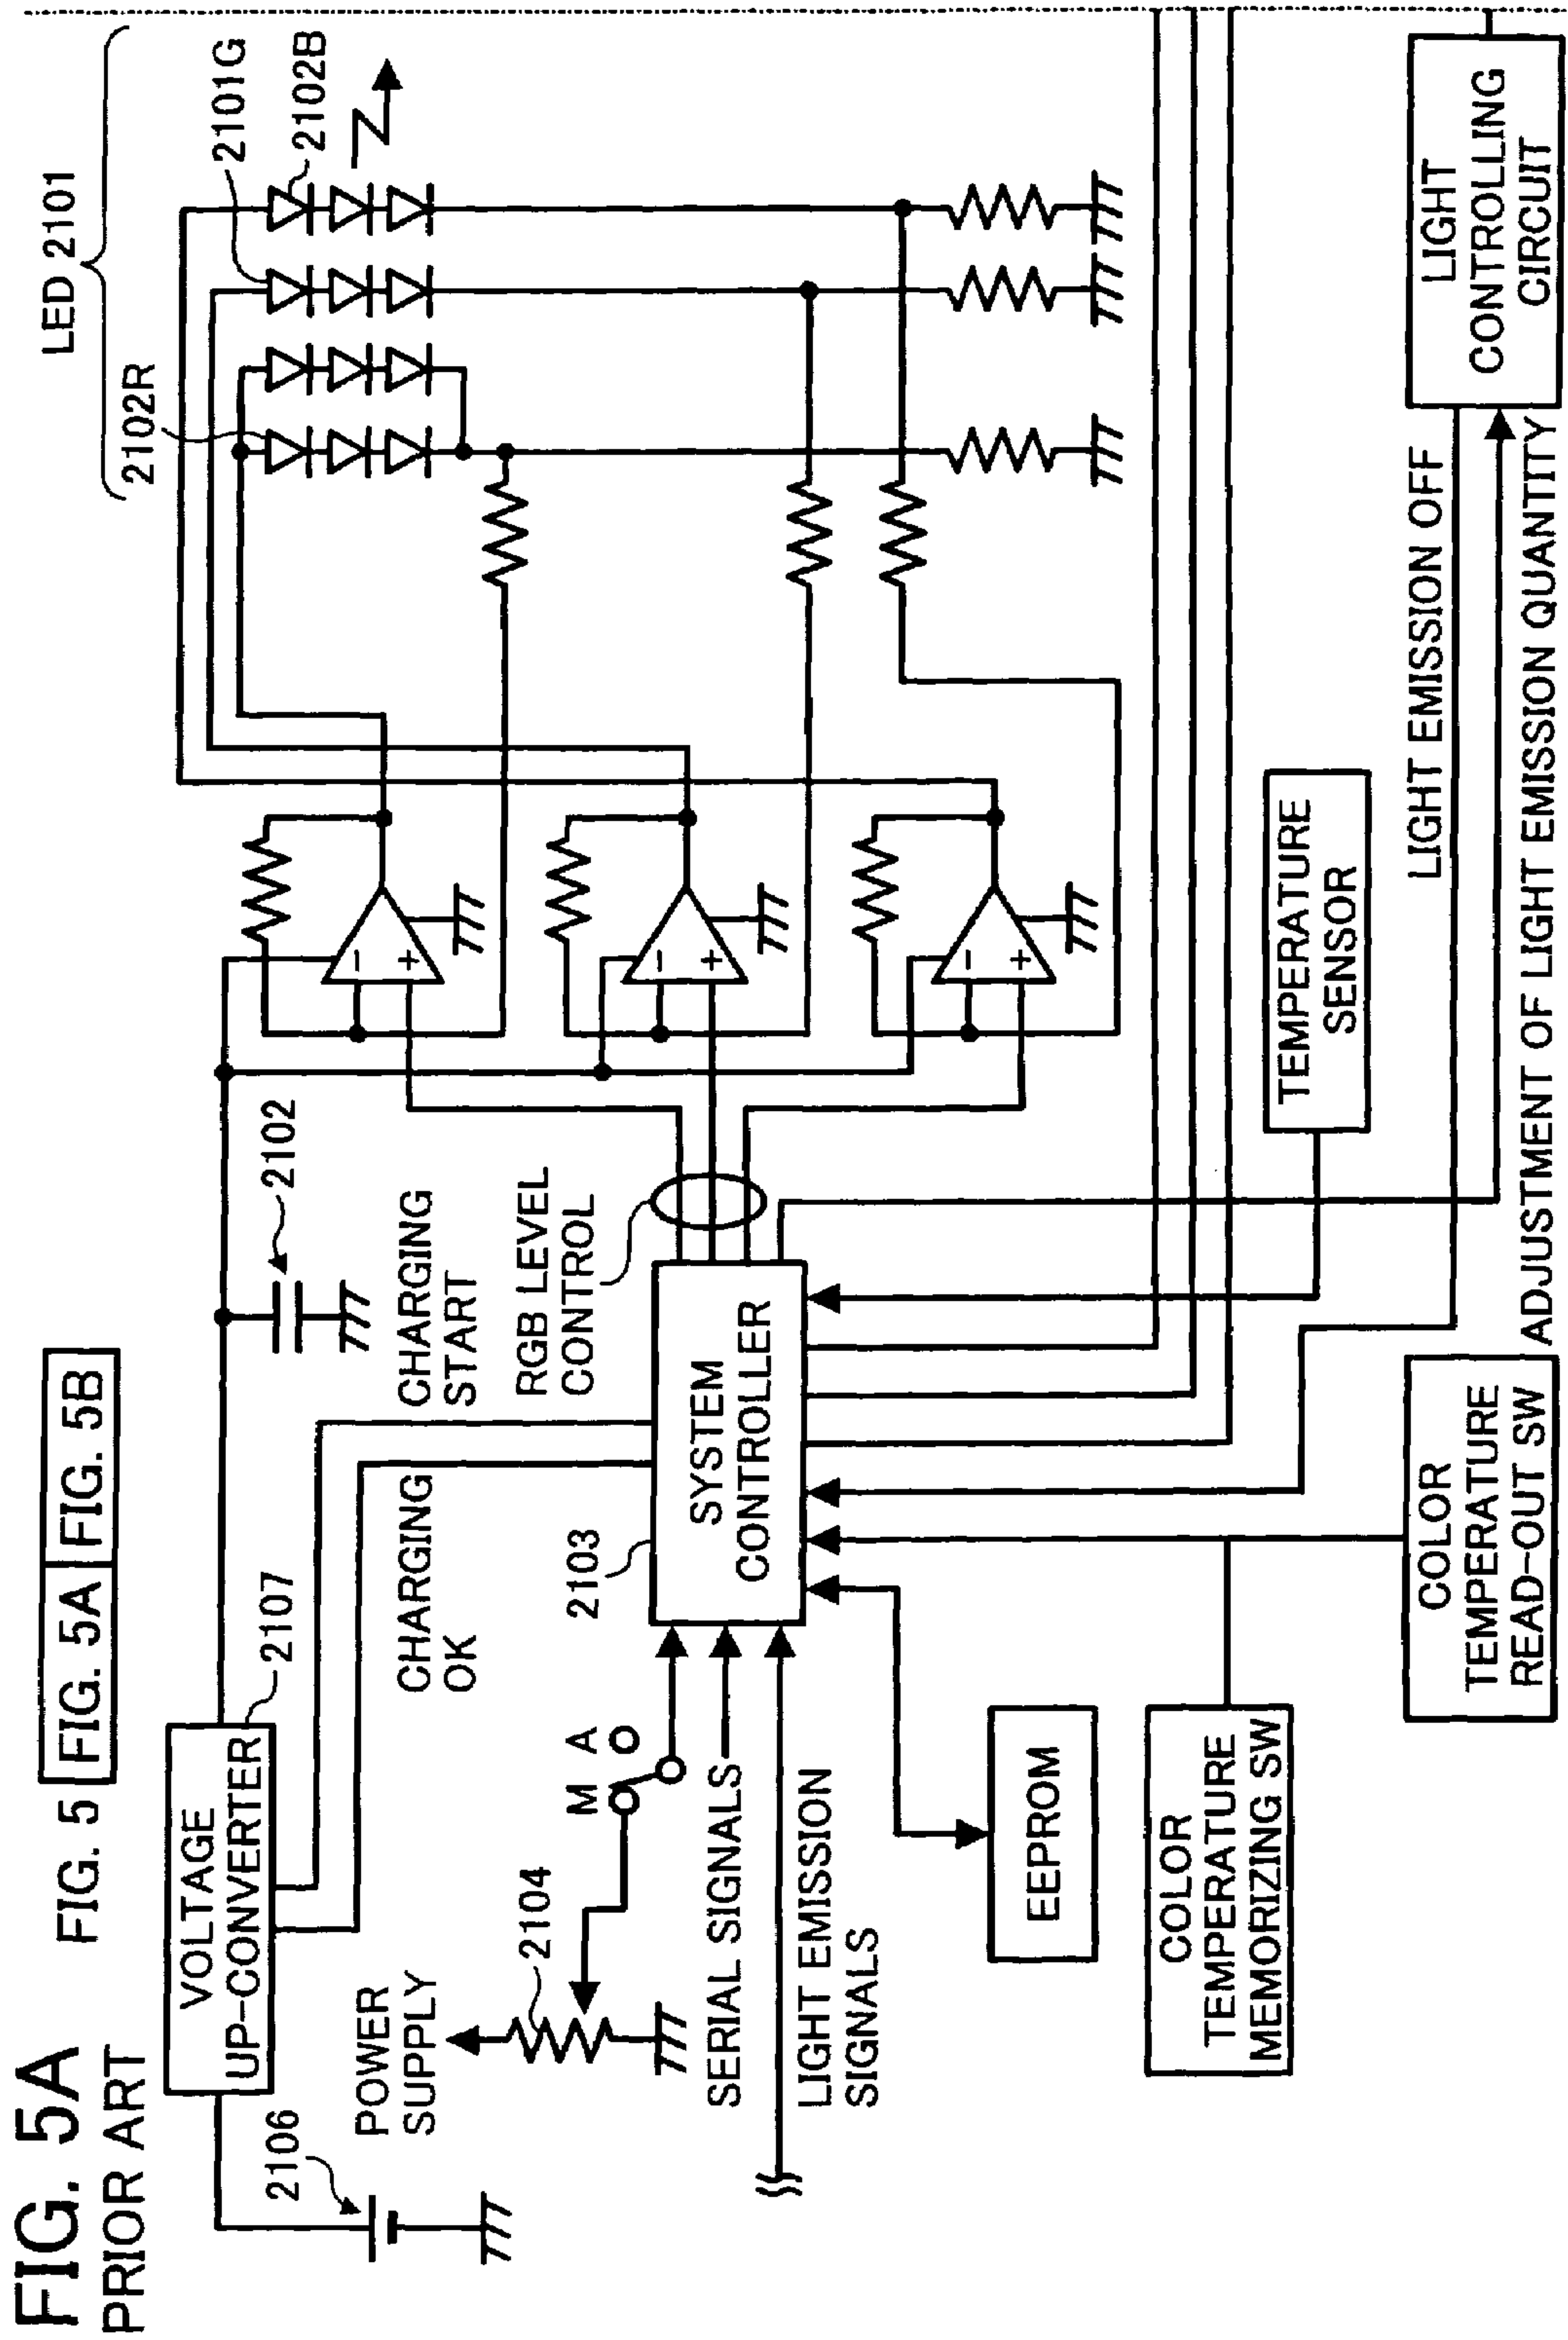 FIG. 5A
PRIOR ART
FIG. 5
FIG. 5A
FIG. 5B
LED 2101
2102R
2101G
2102B
VOLTAGE
UP-CONVERTER
2107
2106
2102
CHARGING
START
CHARGING
OK
RGB LEVEL
CONTROL
POWER
SUPPLY
2104
M
A
2103
SYSTEM
CONTROLLER
-
+
-
+
-
+
SERIAL SIGNALS
LIGHT EMISSION
SIGNALS
EEPROM
COLOR
TEMPERATURE
MEMORIZING SW
COLOR
TEMPERATURE
READ-OUT SW
TEMPERATURE
SENSOR
LIGHT EMISSION OFF
ADJUSTMENT OF LIGHT EMISSION QUANTITY
LIGHT
CONTROLLING
CIRCUIT